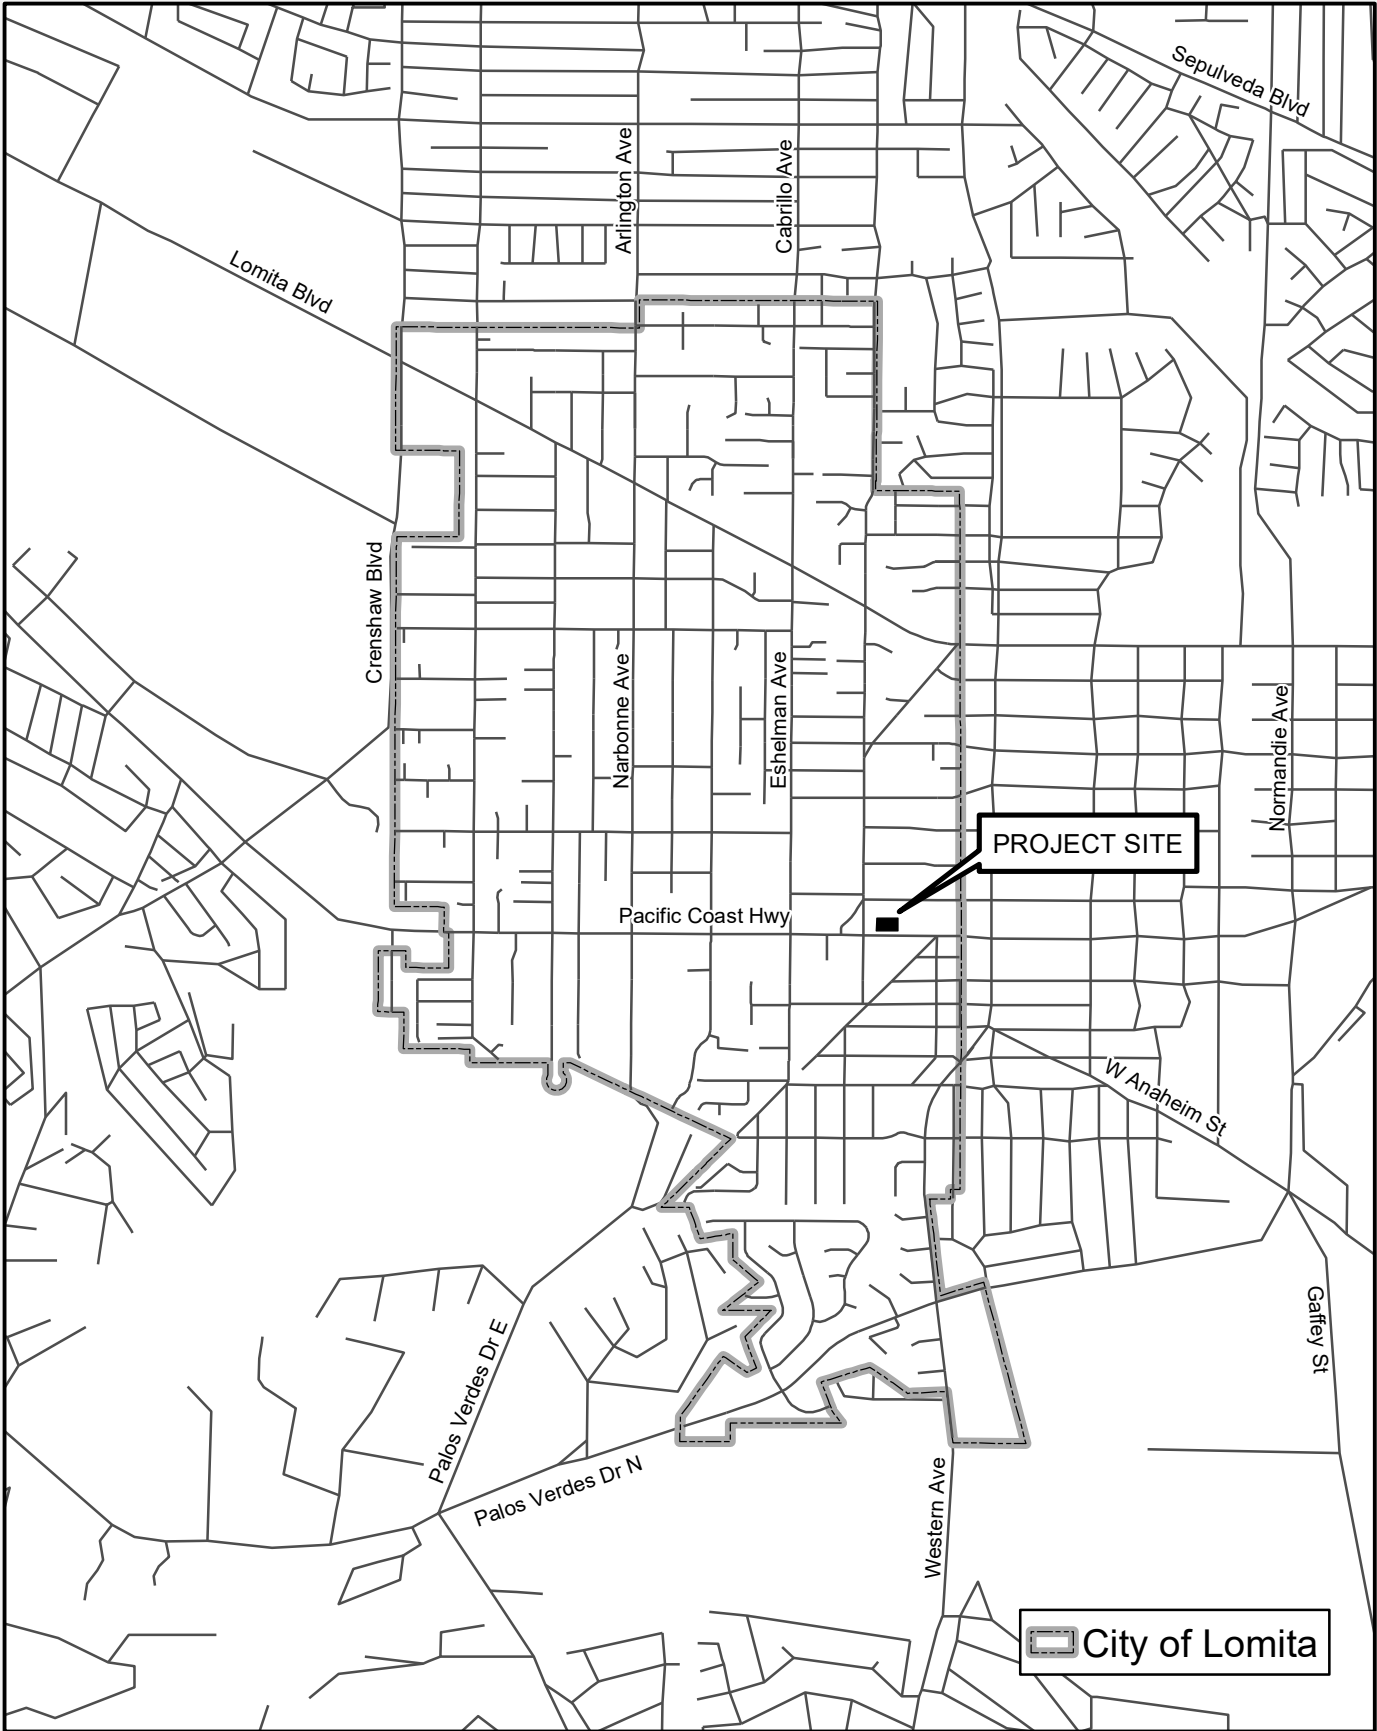 Sepulveda Blvd
Arlington Ave
Cabrillo Ave
Lomita Blvd
Crenshaw Blvd
Narbonne Ave
Eshelman Ave
Normandie Ave
PROJECT SITE
Pacific Coast Hwy
W Anaheim St
Gaffey St
Palos Verdes Dr E
Palos Verdes Dr N
Western Ave
City of Lomita